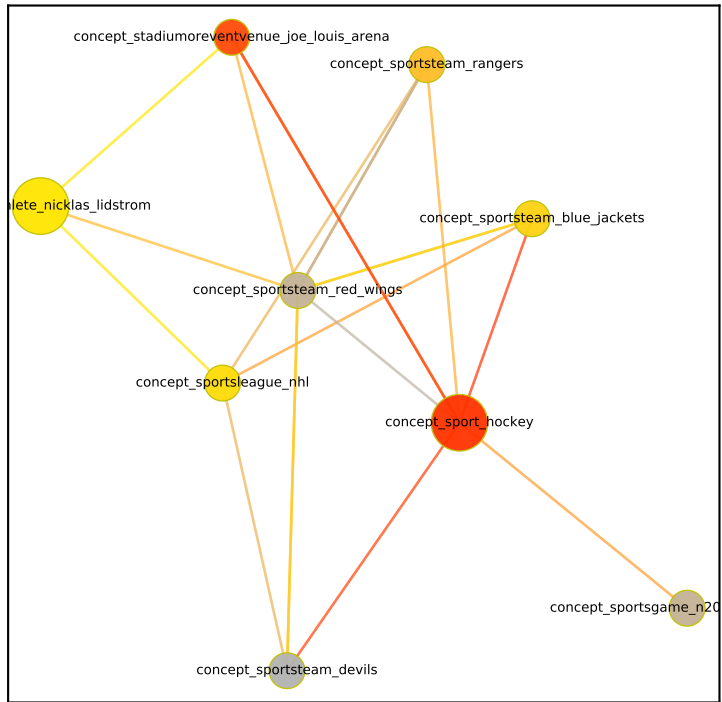 concept_stadiumoreventvenue_joe_louis_arena
concept_sportsteam_rangers
lete_nicklas_lidstrom
concept_sportsteam_blue_jackets
concept_sportsteam_red_wings
concept_sportsleague_nhl
concept_sport_hockey
concept_sportsgame_n20
concept_sportsteam_devils